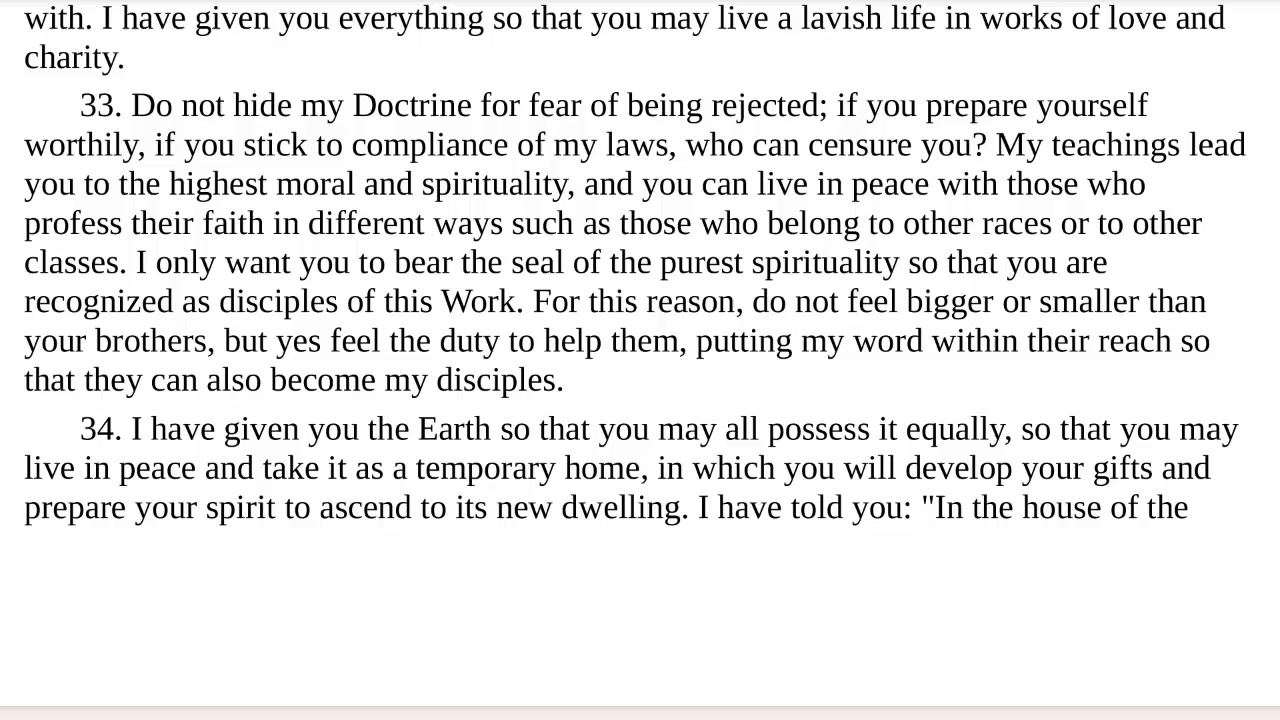 with. I have given you everything so that you may live a lavish life in works of love and
charity.
33. Do not hide my Doctrine for fear of being rejected; if you prepare yourself
worthily, if you stick to compliance of my laws, who can censure you? My teachings lead
you to the highest moral and spirituality, and you can live in peace with those who
profess their faith in different ways such as those who belong to other races or to other
classes. I only want you to bear the seal of the purest spirituality so that you are
recognized as disciples of this Work. For this reason, do not feel bigger or smaller than
your brothers, but yes feel the duty to help them, putting my word within their reach so
that they can also become my disciples.
34. I have given you the Earth so that you may all possess it equally, so that you may
live in peace and take it as a temporary home, in which you will develop your gifts and
prepare your spirit to ascend to its new dwelling. I have told you: "In the house of the